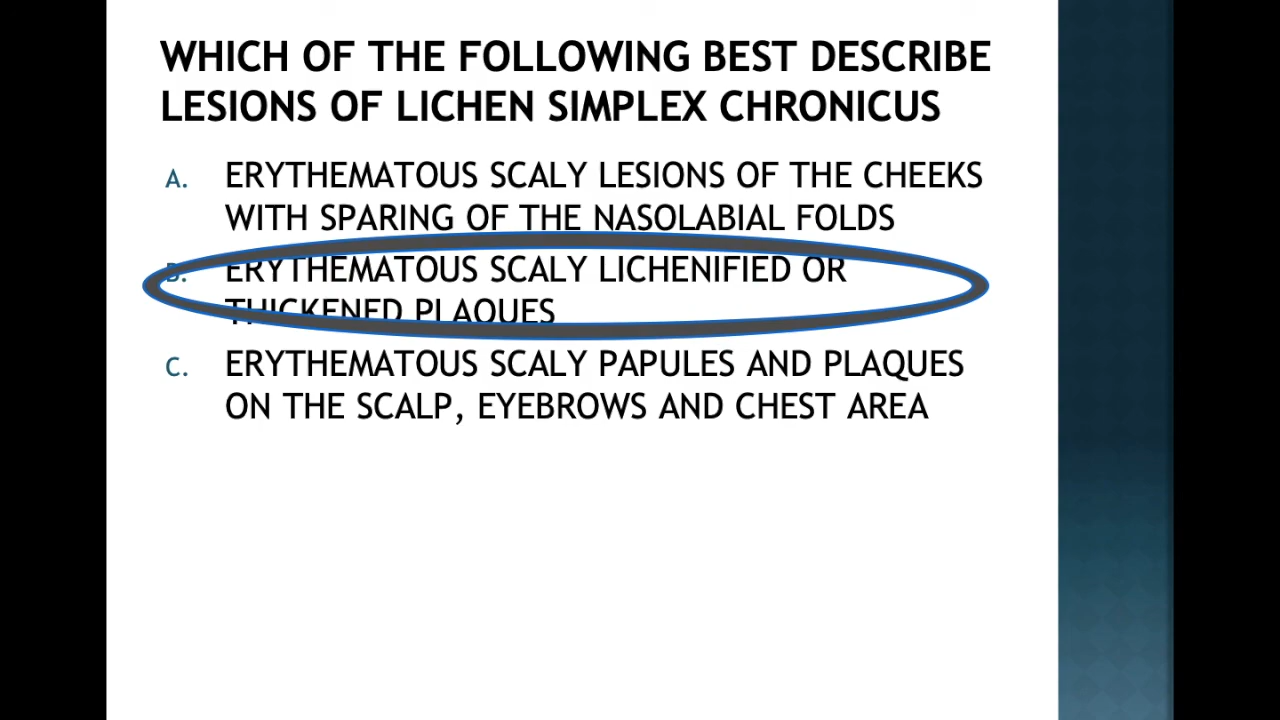 WHICH OF THE FOLLOWING BEST DESCRIBE
LESIONS OF LICHEN SIMPLEX CHRONICUS
A. ERYTHEMATOUS SCALY LESIONS OF THE CHEEKS
WITH SPARING OF THE NASOLABIAL FOLDS
B. ERYTHEMATOUS SCALY LICHENIFIED OR
THICKENED PLAQUES
C. ERYTHEMATOUS SCALY PAPULES AND PLAQUES
ON THE SCALP, EYEBROWS AND CHEST AREA